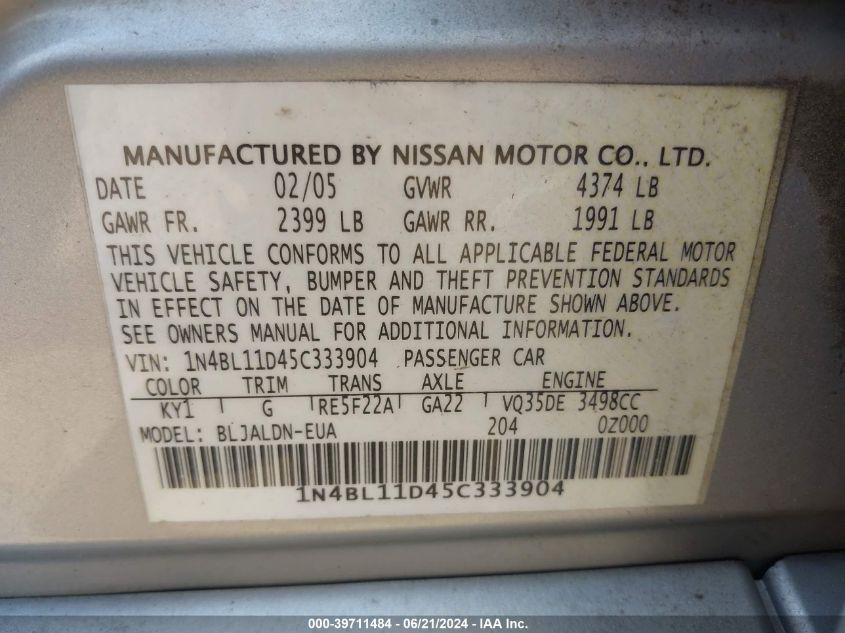 MANUFACTURED BY NISSAN MOTOR CO., LTD.
DATE 02/05 GVWR 4374 LB
GAWR FR. 2399 LB GAWR RR. 1991 LB
THIS VEHICLE CONFORMS TO ALL APPLICABLE FEDERAL MOTOR
VEHICLE SAFETY, BUMPER AND THEFT PREVENTION STANDARDS
IN EFFECT ON THE DATE OF MANUFACTURE SHOWN ABOVE.
SEE OWNERS MANUAL FOR ADDITIONAL INFORMATION.
VIN: 1N4BL11D45C333904 PASSENGER CAR
COLOR TRIM TRANS AXLE ENGINE
KY1 G RE5F22A GA22 VQ35DE 3498CC
MODEL: BLJALDN-EUA 204 0Z000
1N4BL11D45C333904
000-39711484 - 06/21/2024 - IAA Inc.